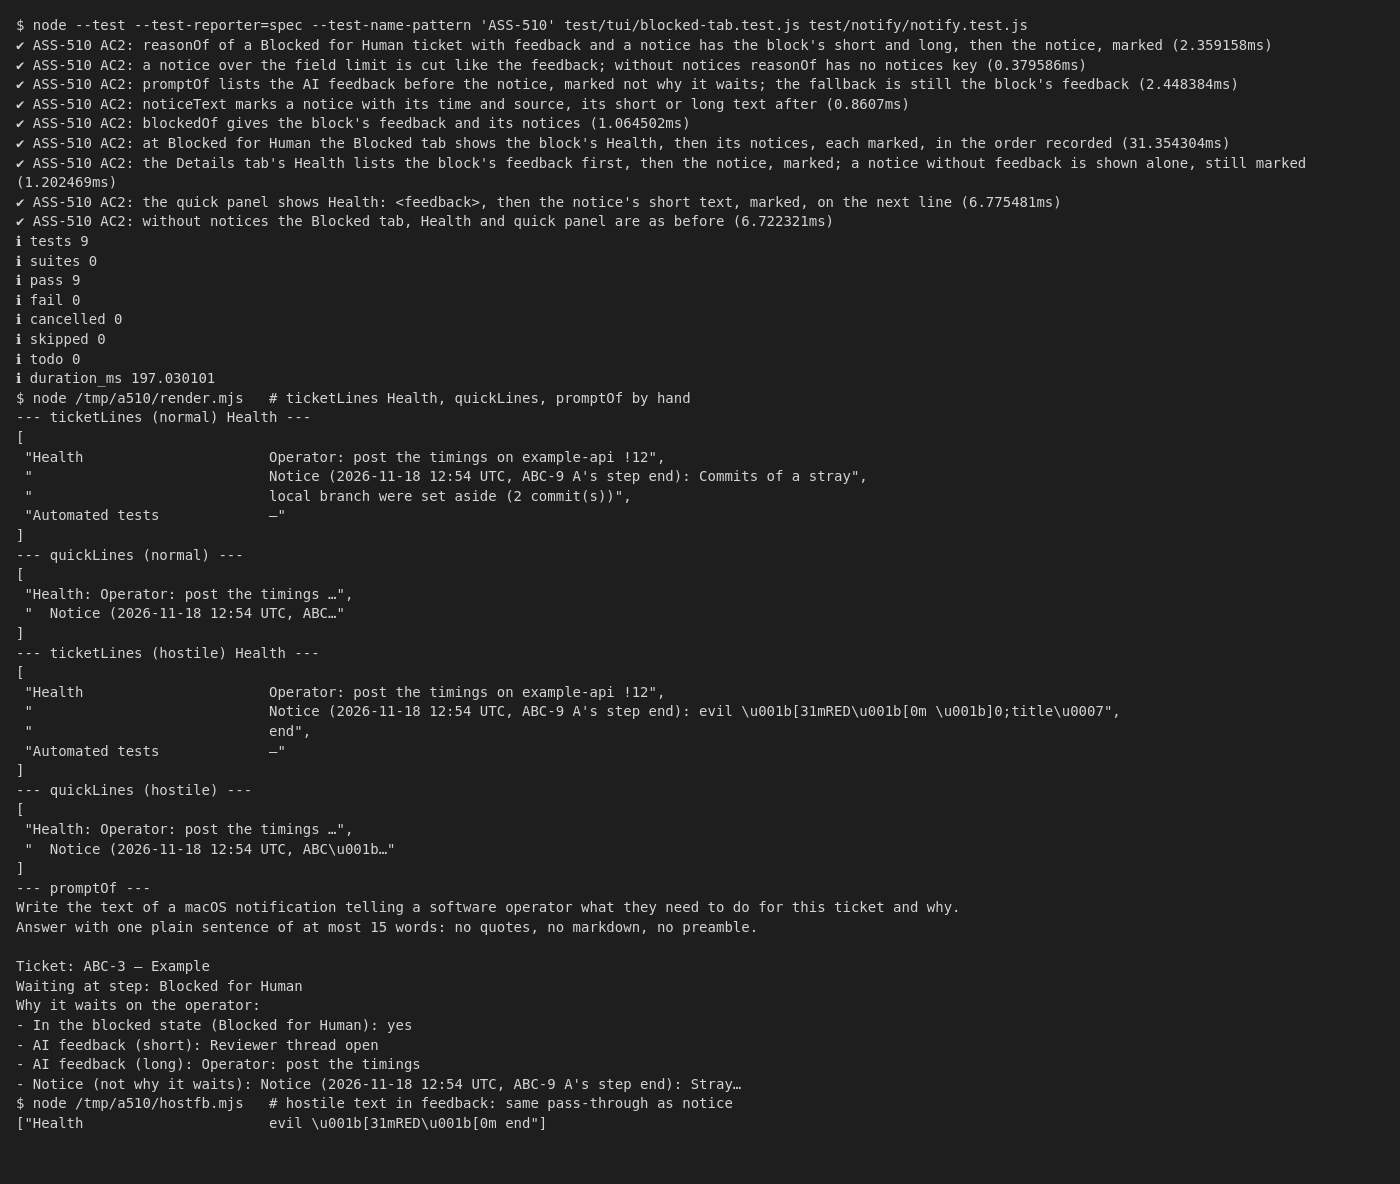 $ node --test --test-reporter=spec --test-name-pattern 'ASS-510' test/tui/blocked-tab.test.js test/notify/notify.test.js
✔ ASS-510 AC2: reasonOf of a Blocked for Human ticket with feedback and a notice has the block's short and long, then the notice, marked (2.359158ms)
✔ ASS-510 AC2: a notice over the field limit is cut like the feedback; without notices reasonOf has no notices key (0.379586ms)
✔ ASS-510 AC2: promptOf lists the AI feedback before the notice, marked not why it waits; the fallback is still the block's feedback (2.448384ms)
✔ ASS-510 AC2: noticeText marks a notice with its time and source, its short or long text after (0.8607ms)
✔ ASS-510 AC2: blockedOf gives the block's feedback and its notices (1.064502ms)
✔ ASS-510 AC2: at Blocked for Human the Blocked tab shows the block's Health, then its notices, each marked, in the order recorded (31.354304ms)
✔ ASS-510 AC2: the Details tab's Health lists the block's feedback first, then the notice, marked; a notice without feedback is shown alone, still marked
(1.202469ms)
✔ ASS-510 AC2: the quick panel shows Health: <feedback>, then the notice's short text, marked, on the next line (6.775481ms)
✔ ASS-510 AC2: without notices the Blocked tab, Health and quick panel are as before (6.722321ms)
ℹ tests 9
ℹ suites 0
ℹ pass 9
ℹ fail 0
ℹ cancelled 0
ℹ skipped 0
ℹ todo 0
ℹ duration_ms 197.030101
$ node /tmp/a510/render.mjs   # ticketLines Health, quickLines, promptOf by hand
--- ticketLines (normal) Health ---
[
 "Health                      Operator: post the timings on example-api !12",
 "                            Notice (2026-11-18 12:54 UTC, ABC-9 A's step end): Commits of a stray",
 "                            local branch were set aside (2 commit(s))",
 "Automated tests             —"
]
--- quickLines (normal) ---
[
 "Health: Operator: post the timings …",
 "  Notice (2026-11-18 12:54 UTC, ABC…"
]
--- ticketLines (hostile) Health ---
[
 "Health                      Operator: post the timings on example-api !12",
 "                            Notice (2026-11-18 12:54 UTC, ABC-9 A's step end): evil \u001b[31mRED\u001b[0m \u001b]0;title\u0007",
 "                            end",
 "Automated tests             —"
]
--- quickLines (hostile) ---
[
 "Health: Operator: post the timings …",
 "  Notice (2026-11-18 12:54 UTC, ABC\u001b…"
]
--- promptOf ---
Write the text of a macOS notification telling a software operator what they need to do for this ticket and why.
Answer with one plain sentence of at most 15 words: no quotes, no markdown, no preamble.

Ticket: ABC-3 — Example
Waiting at step: Blocked for Human
Why it waits on the operator:
- In the blocked state (Blocked for Human): yes
- AI feedback (short): Reviewer thread open
- AI feedback (long): Operator: post the timings
- Notice (not why it waits): Notice (2026-11-18 12:54 UTC, ABC-9 A's step end): Stray…
$ node /tmp/a510/hostfb.mjs   # hostile text in feedback: same pass-through as notice
["Health                      evil \u001b[31mRED\u001b[0m end"]